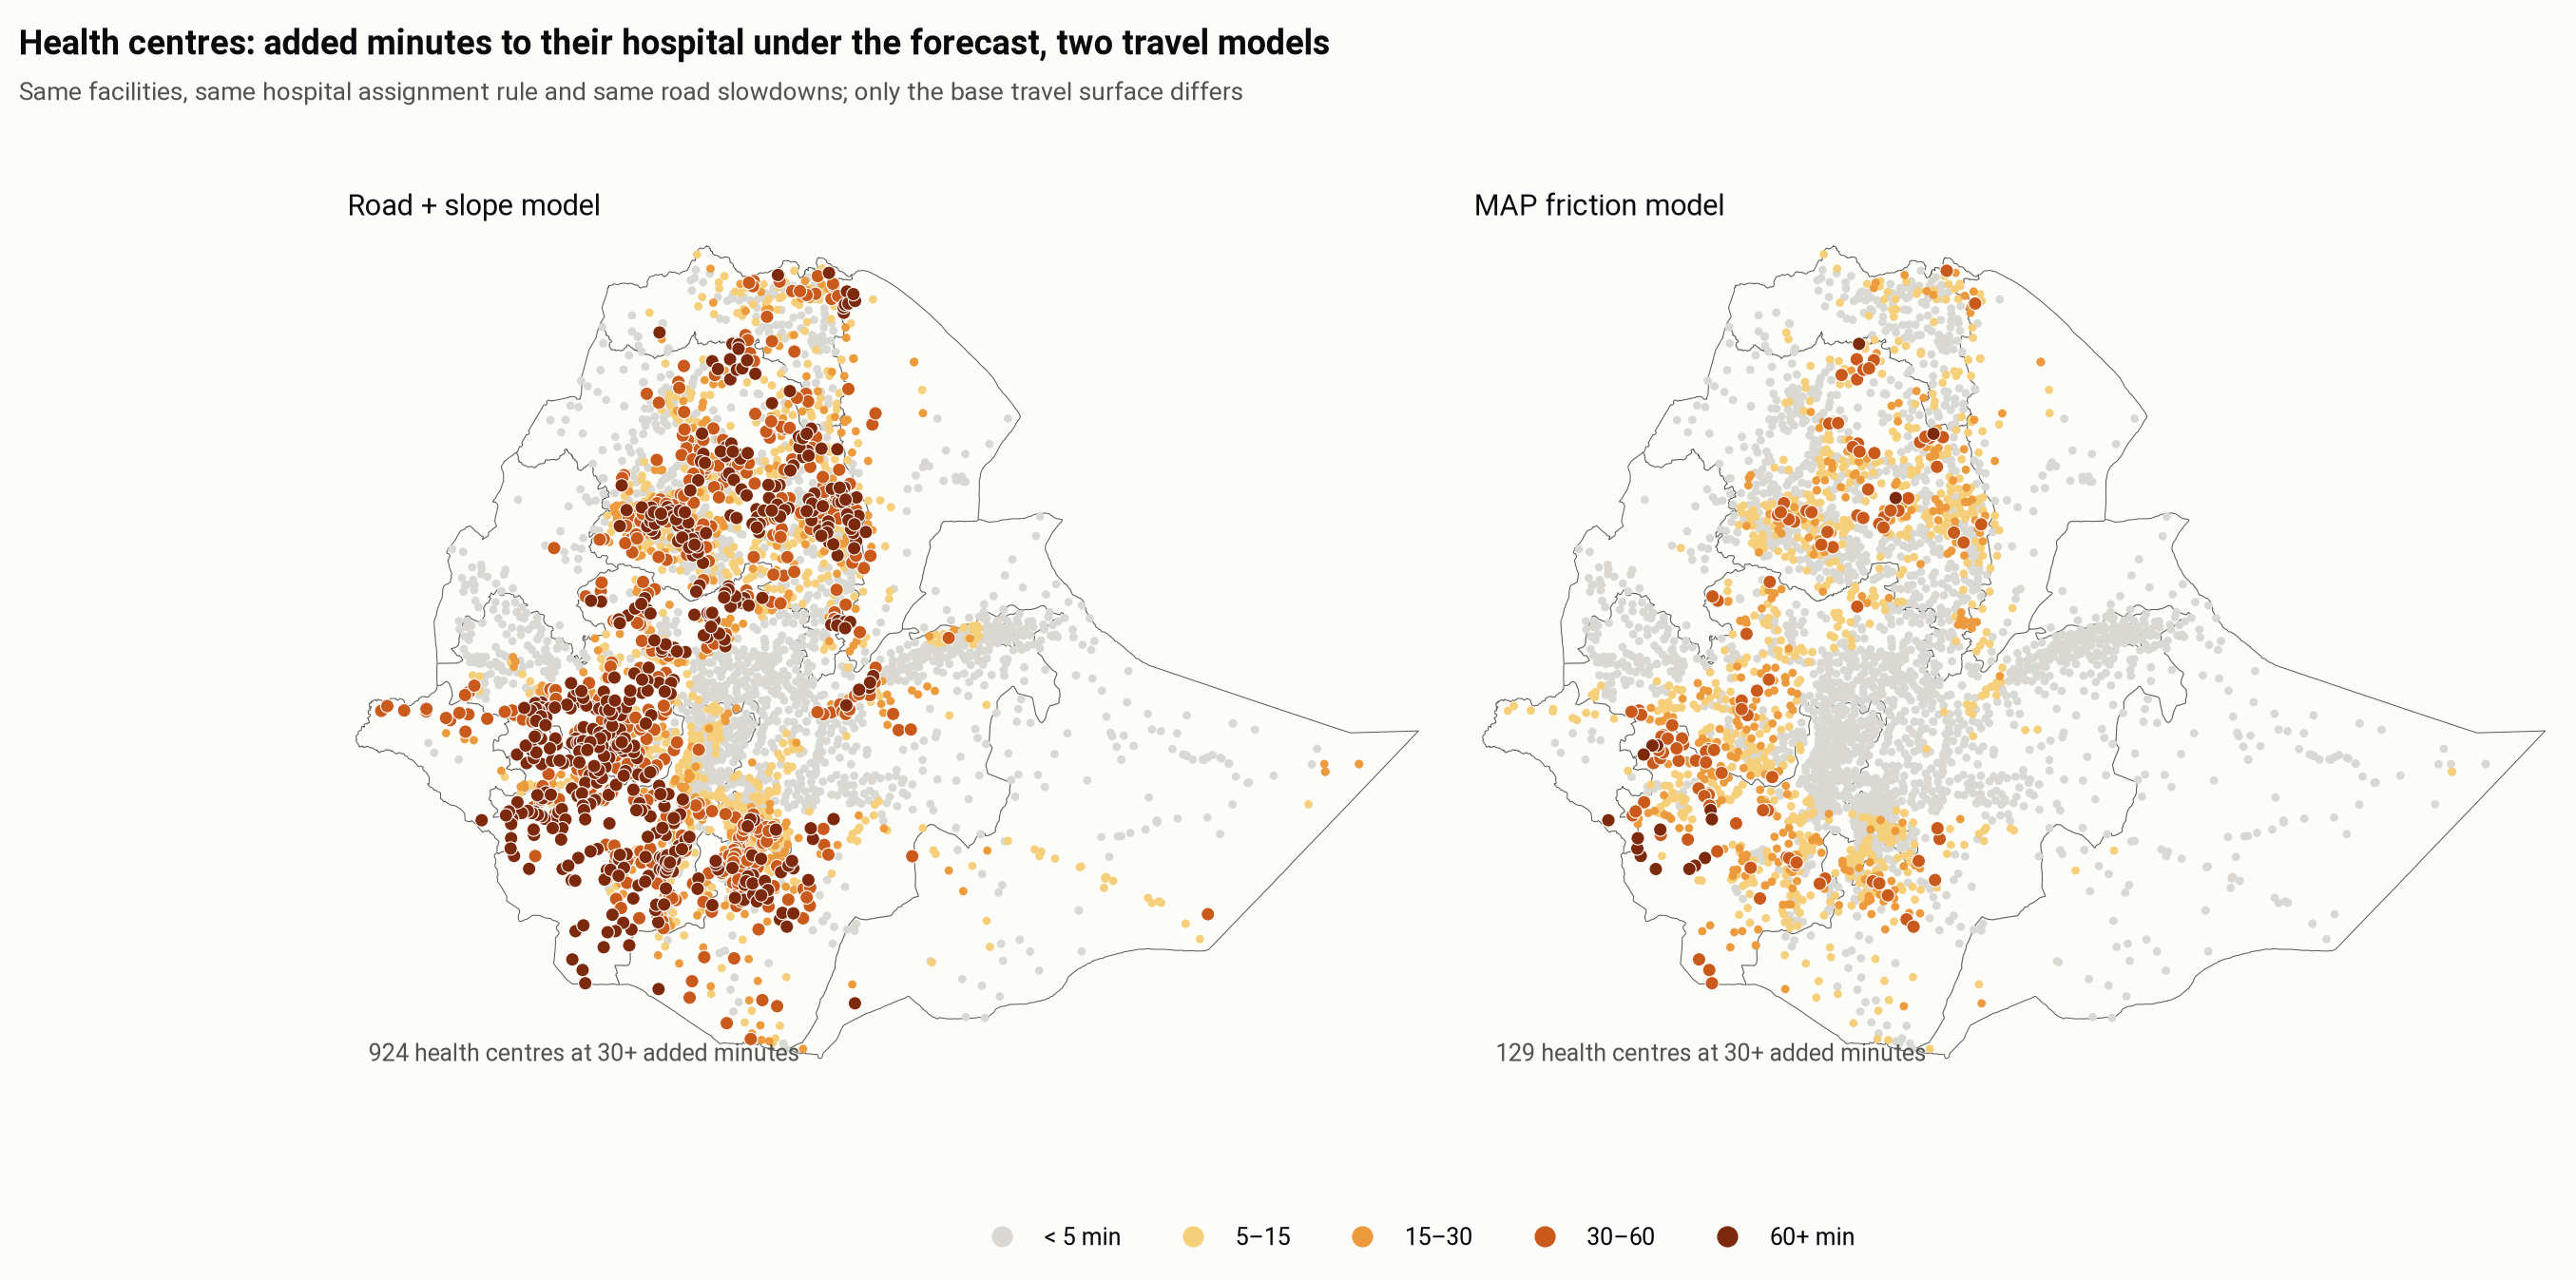 Health centres: added minutes to their hospital under the forecast, two travel models
Same facilities, same hospital assignment rule and same road slowdowns; only the base travel surface differs
Road + slope model
MAP friction model
924 health centres at 30+ added minutes
129 health centres at 30+ added minutes
< 5 min
5–15
15–30
30–60
60+ min